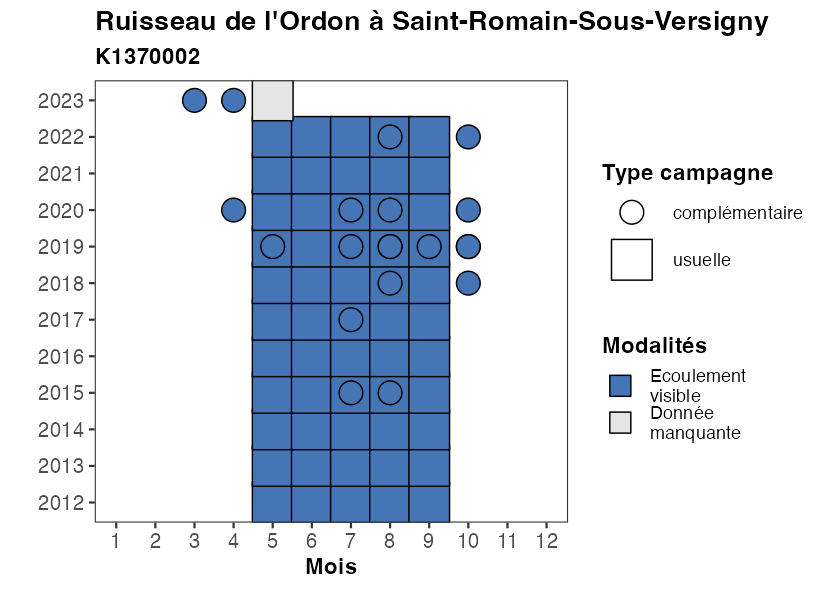 Ruisseau de l'Ordon à Saint-Romain-Sous-Versigny
K1370002
2023
2022
2021
2020
2019
2018
2017
2016
2015
2014
2013
2012
1 2 3 4 5 6 7 8 9 10 11 12
Mois
Type campagne
complémentaire
usuelle
Modalités
Ecoulement
visible
Donnée
manquante